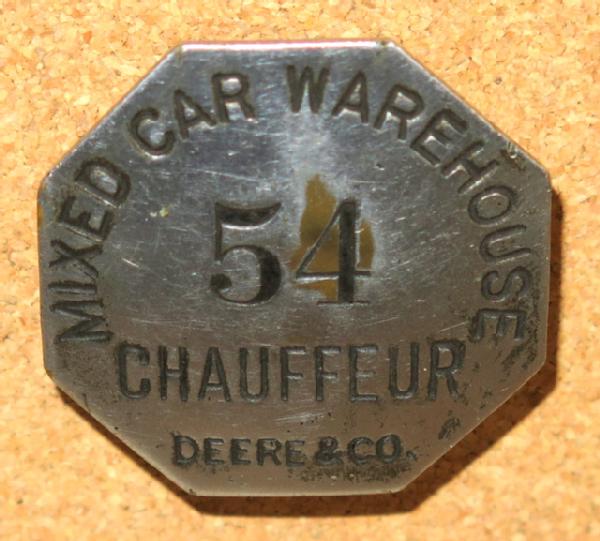 MIXED CAR WAREHOUSE
54
CHAUFFEUR
DEERE & CO.